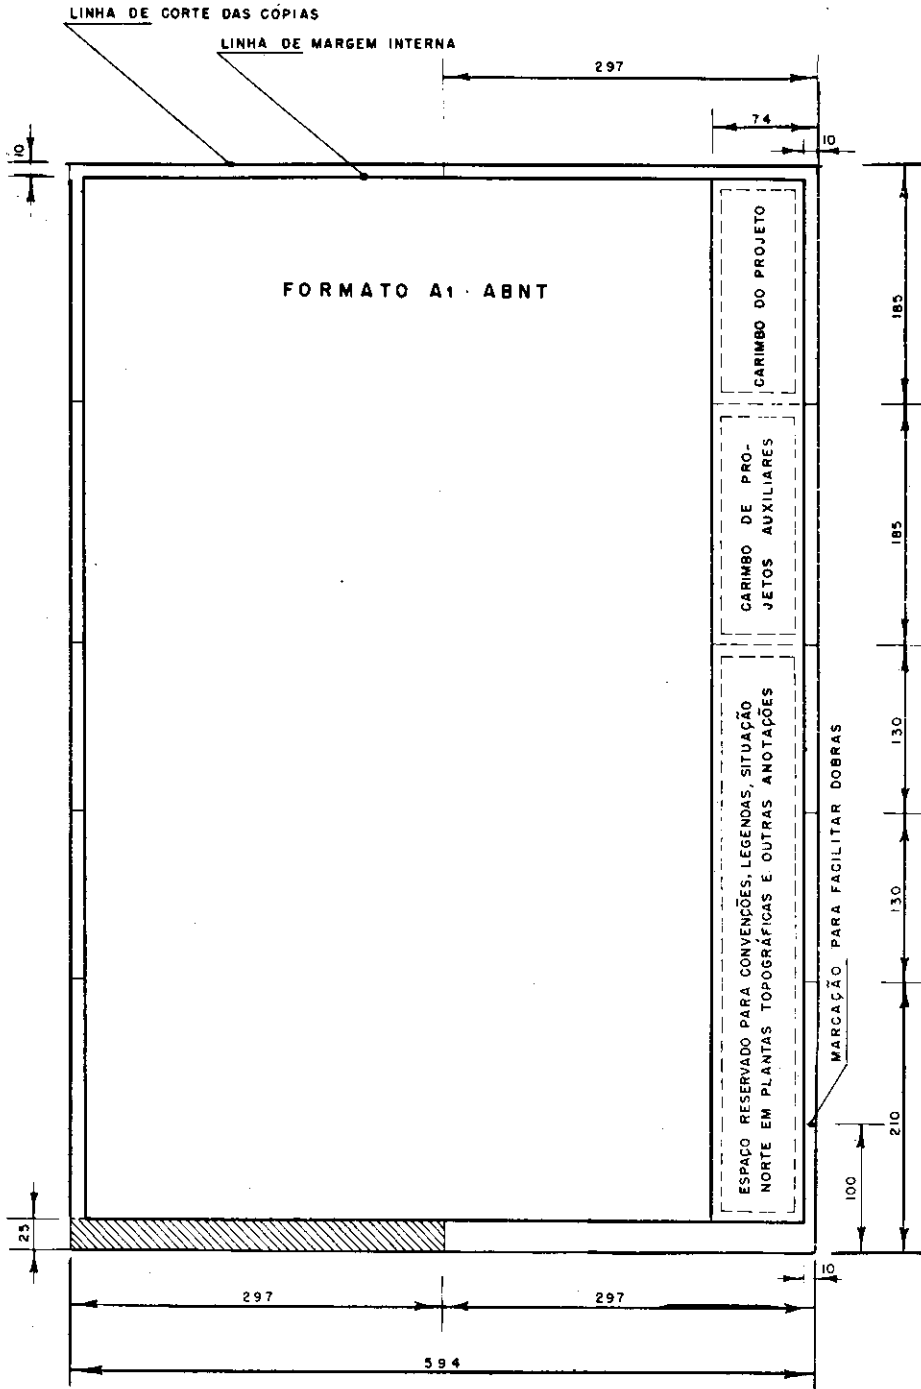 LINHA DE CORTE DAS CÓPIAS
LINHA DE MARGEM INTERNA
297
74
10
10
FORMATO A1 - ABNT
CARIMBO DO PROJETO
185
CARIMBO DE PRO-
JETOS AUXILIARES
185
ESPAÇO RESERVADO PARA CONVENÇÕES, LEGENDAS, SITUAÇÃO
NORTE EM PLANTAS TOPOGRÁFICAS E OUTRAS ANOTAÇÕES
MARCAÇÃO PARA FACILITAR DOBRAS
130
130
210
100
25
10
297
297
594